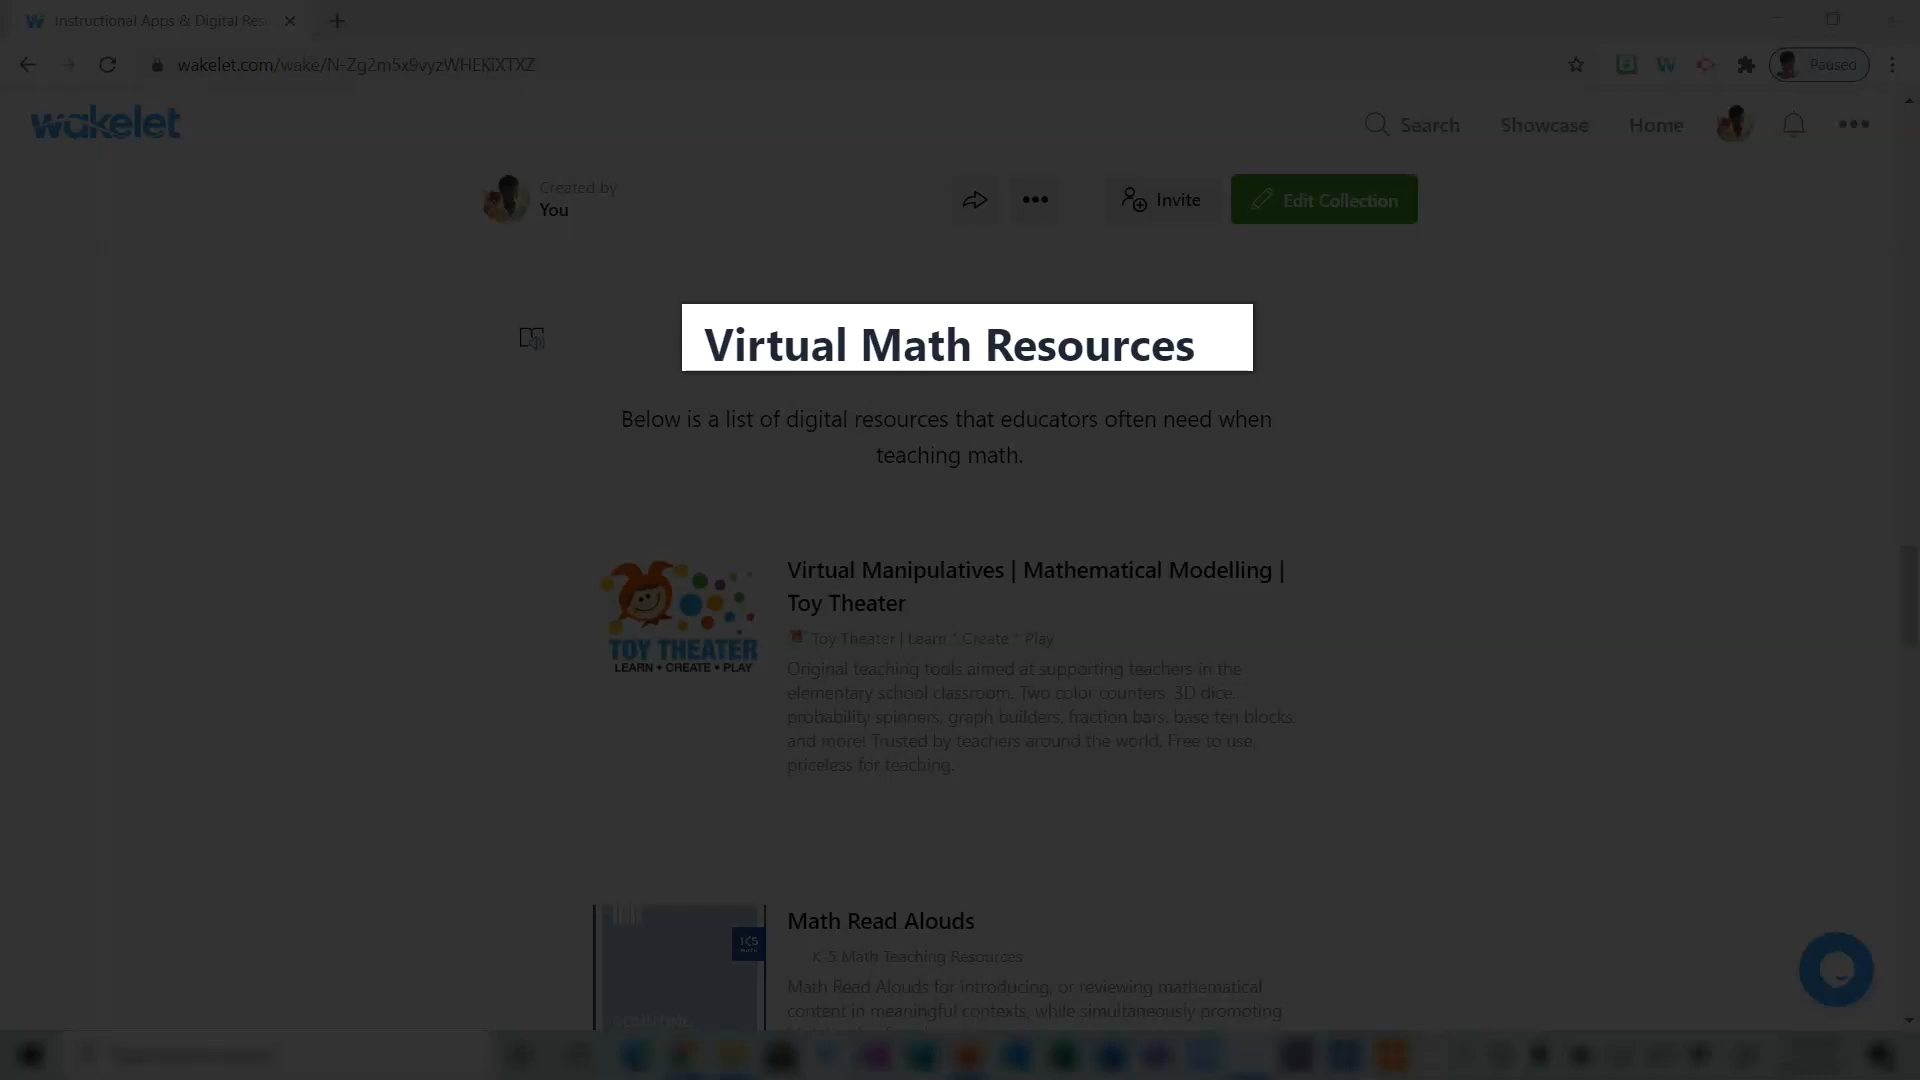 Instructional Apps & Digital Res
wakelet.com/wake/N-Zg2m5x9vyzWHEKiXTXZ
Paused
wakelet
Search
Showcase
Home
Created by
You
Invite
Edit Collection
Virtual Math Resources
Below is a list of digital resources that educators often need when
teaching math.
Virtual Manipulatives | Mathematical Modelling |
Toy Theater
Toy Theater | Learn * Create * Play
Original teaching tools aimed at supporting teachers in the
elementary school classroom. Two color counters, 3D dice,
probability spinners, graph builders, fraction bars, base ten blocks,
and more! Trusted by teachers around the world. Free to use,
priceless for teaching.
TOY THEATER
LEARN • CREATE • PLAY
Math Read Alouds
K-5 Math Teaching Resources
Math Read Alouds for introducing, or reviewing mathematical
content in meaningful contexts, while simultaneously promoting
K5